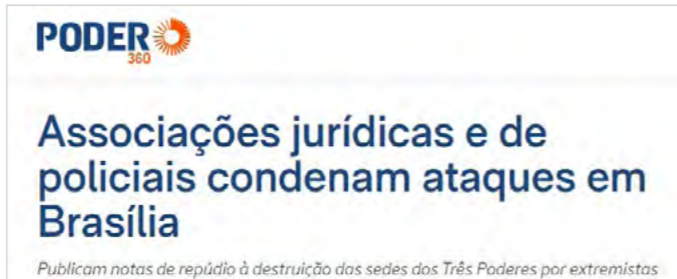 PODER
360
Associações jurídicas e de
policiais condenam ataques em
Brasília
Publicam notas de repúdio à destruição das sedes dos Três Poderes por extremistas